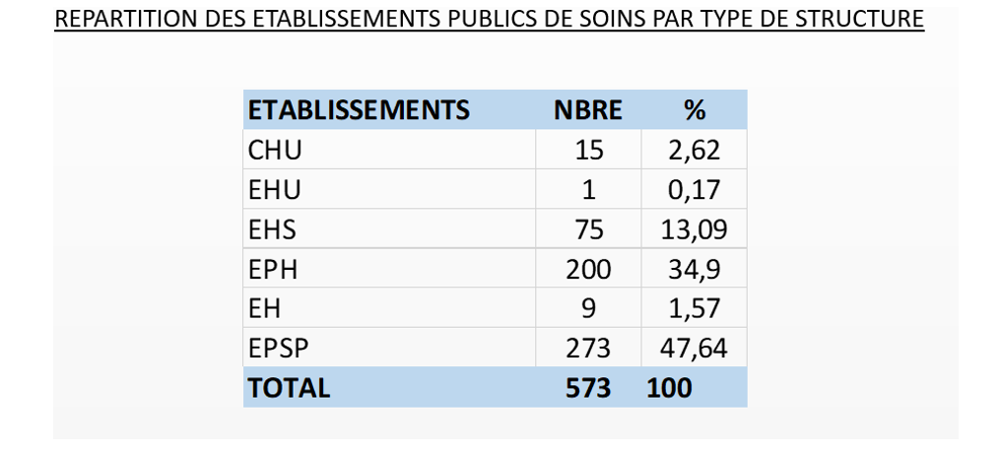 REPARTITION DES ETABLISSEMENTS PUBLICS DE SOINS PAR TYPE DE STRUCTURE
ETABLISSEMENTS NBRE %
CHU 15 2,62
EHU 1 0,17
EHS 75 13,09
EPH 200 34,9
EH 9 1,57
EPSP 273 47,64
TOTAL 573 100